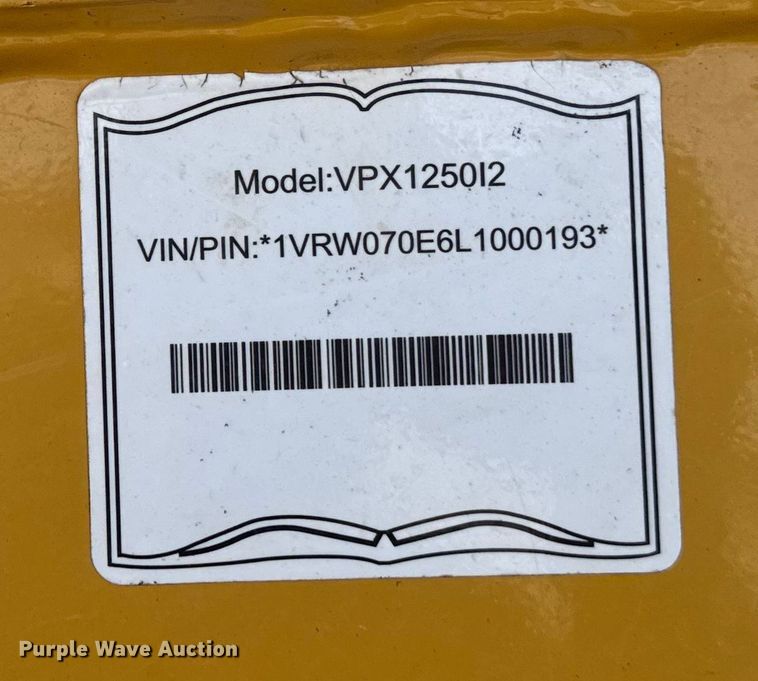 Model:VPX1250I2
VIN/PIN:*1VRW070E6L1000193*
Purple Wave Auction